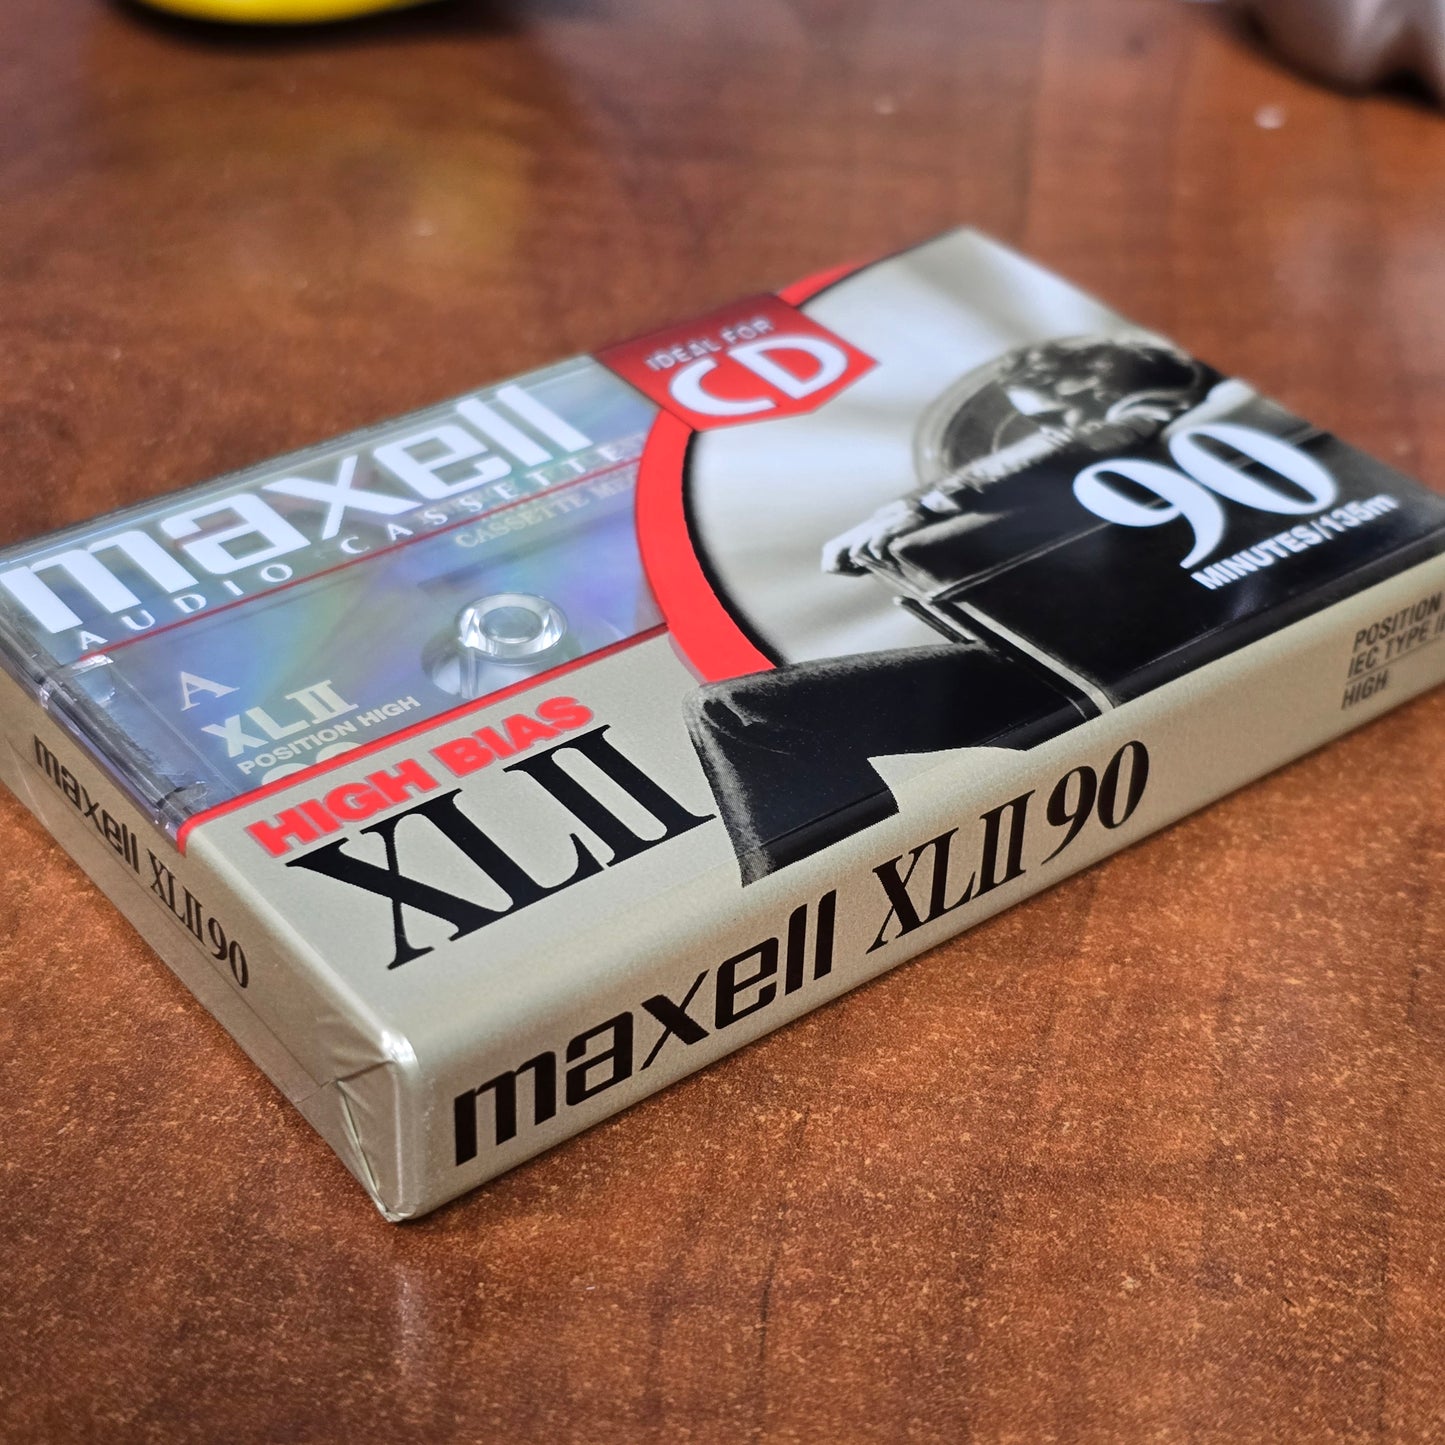 maxell
AUDIO CASSETTE
IDEAL FOR
CD
A
XLII
POSITION HIGH
HIGH BIAS
XLII
90
MINUTES/135m
maxell XLII 90
maxell XLII 90
POSITION
IEC TYPE II
HIGH